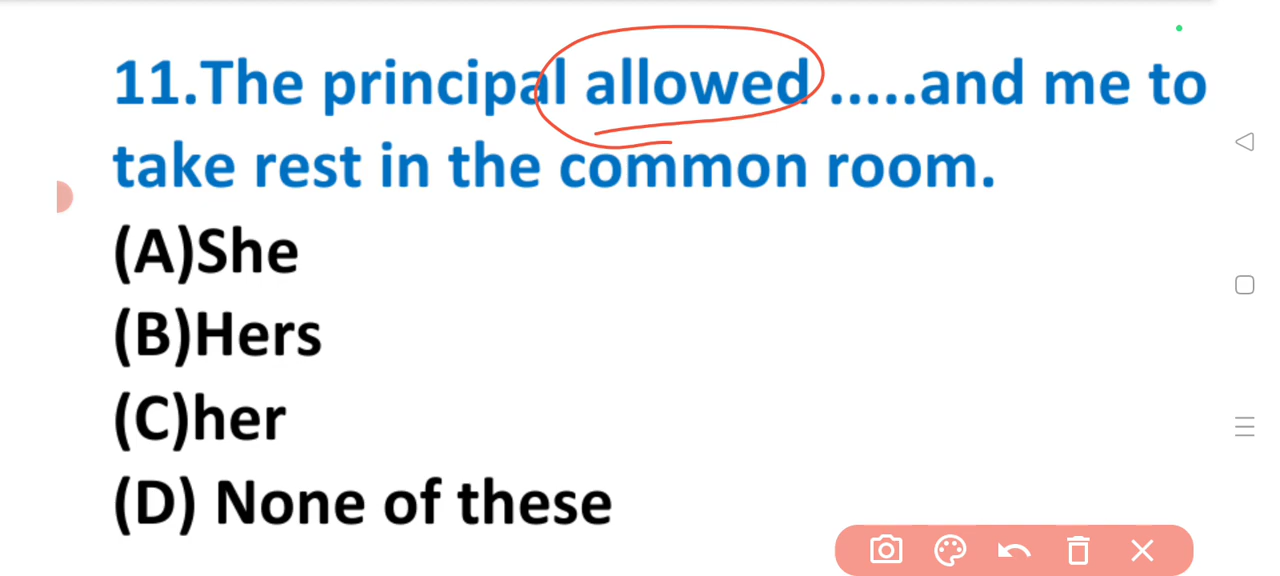 11.The principal allowed .....and me to
take rest in the common room.
(A)She
(B)Hers
(C)her
(D) None of these